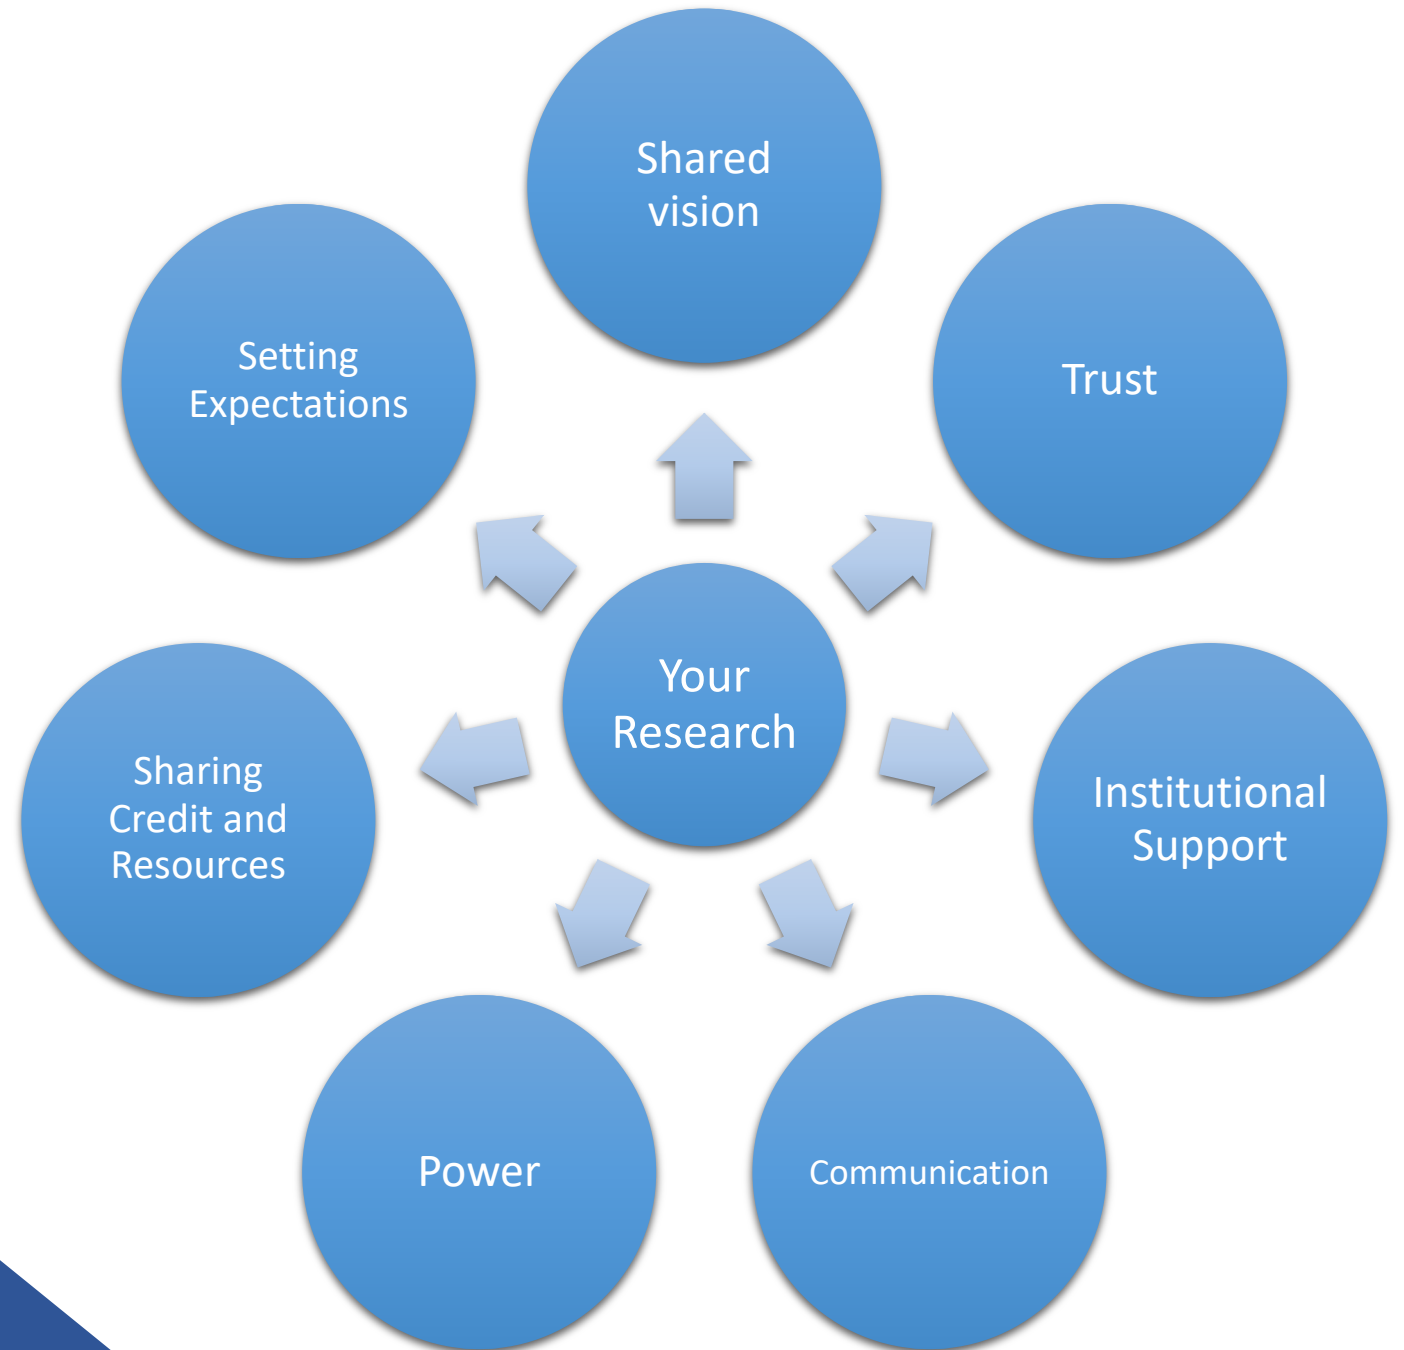 Shared
vision
Trust
Institutional
Support
Communication
Power
Sharing
Credit and
Resources
Setting
Expectations
Your
Research